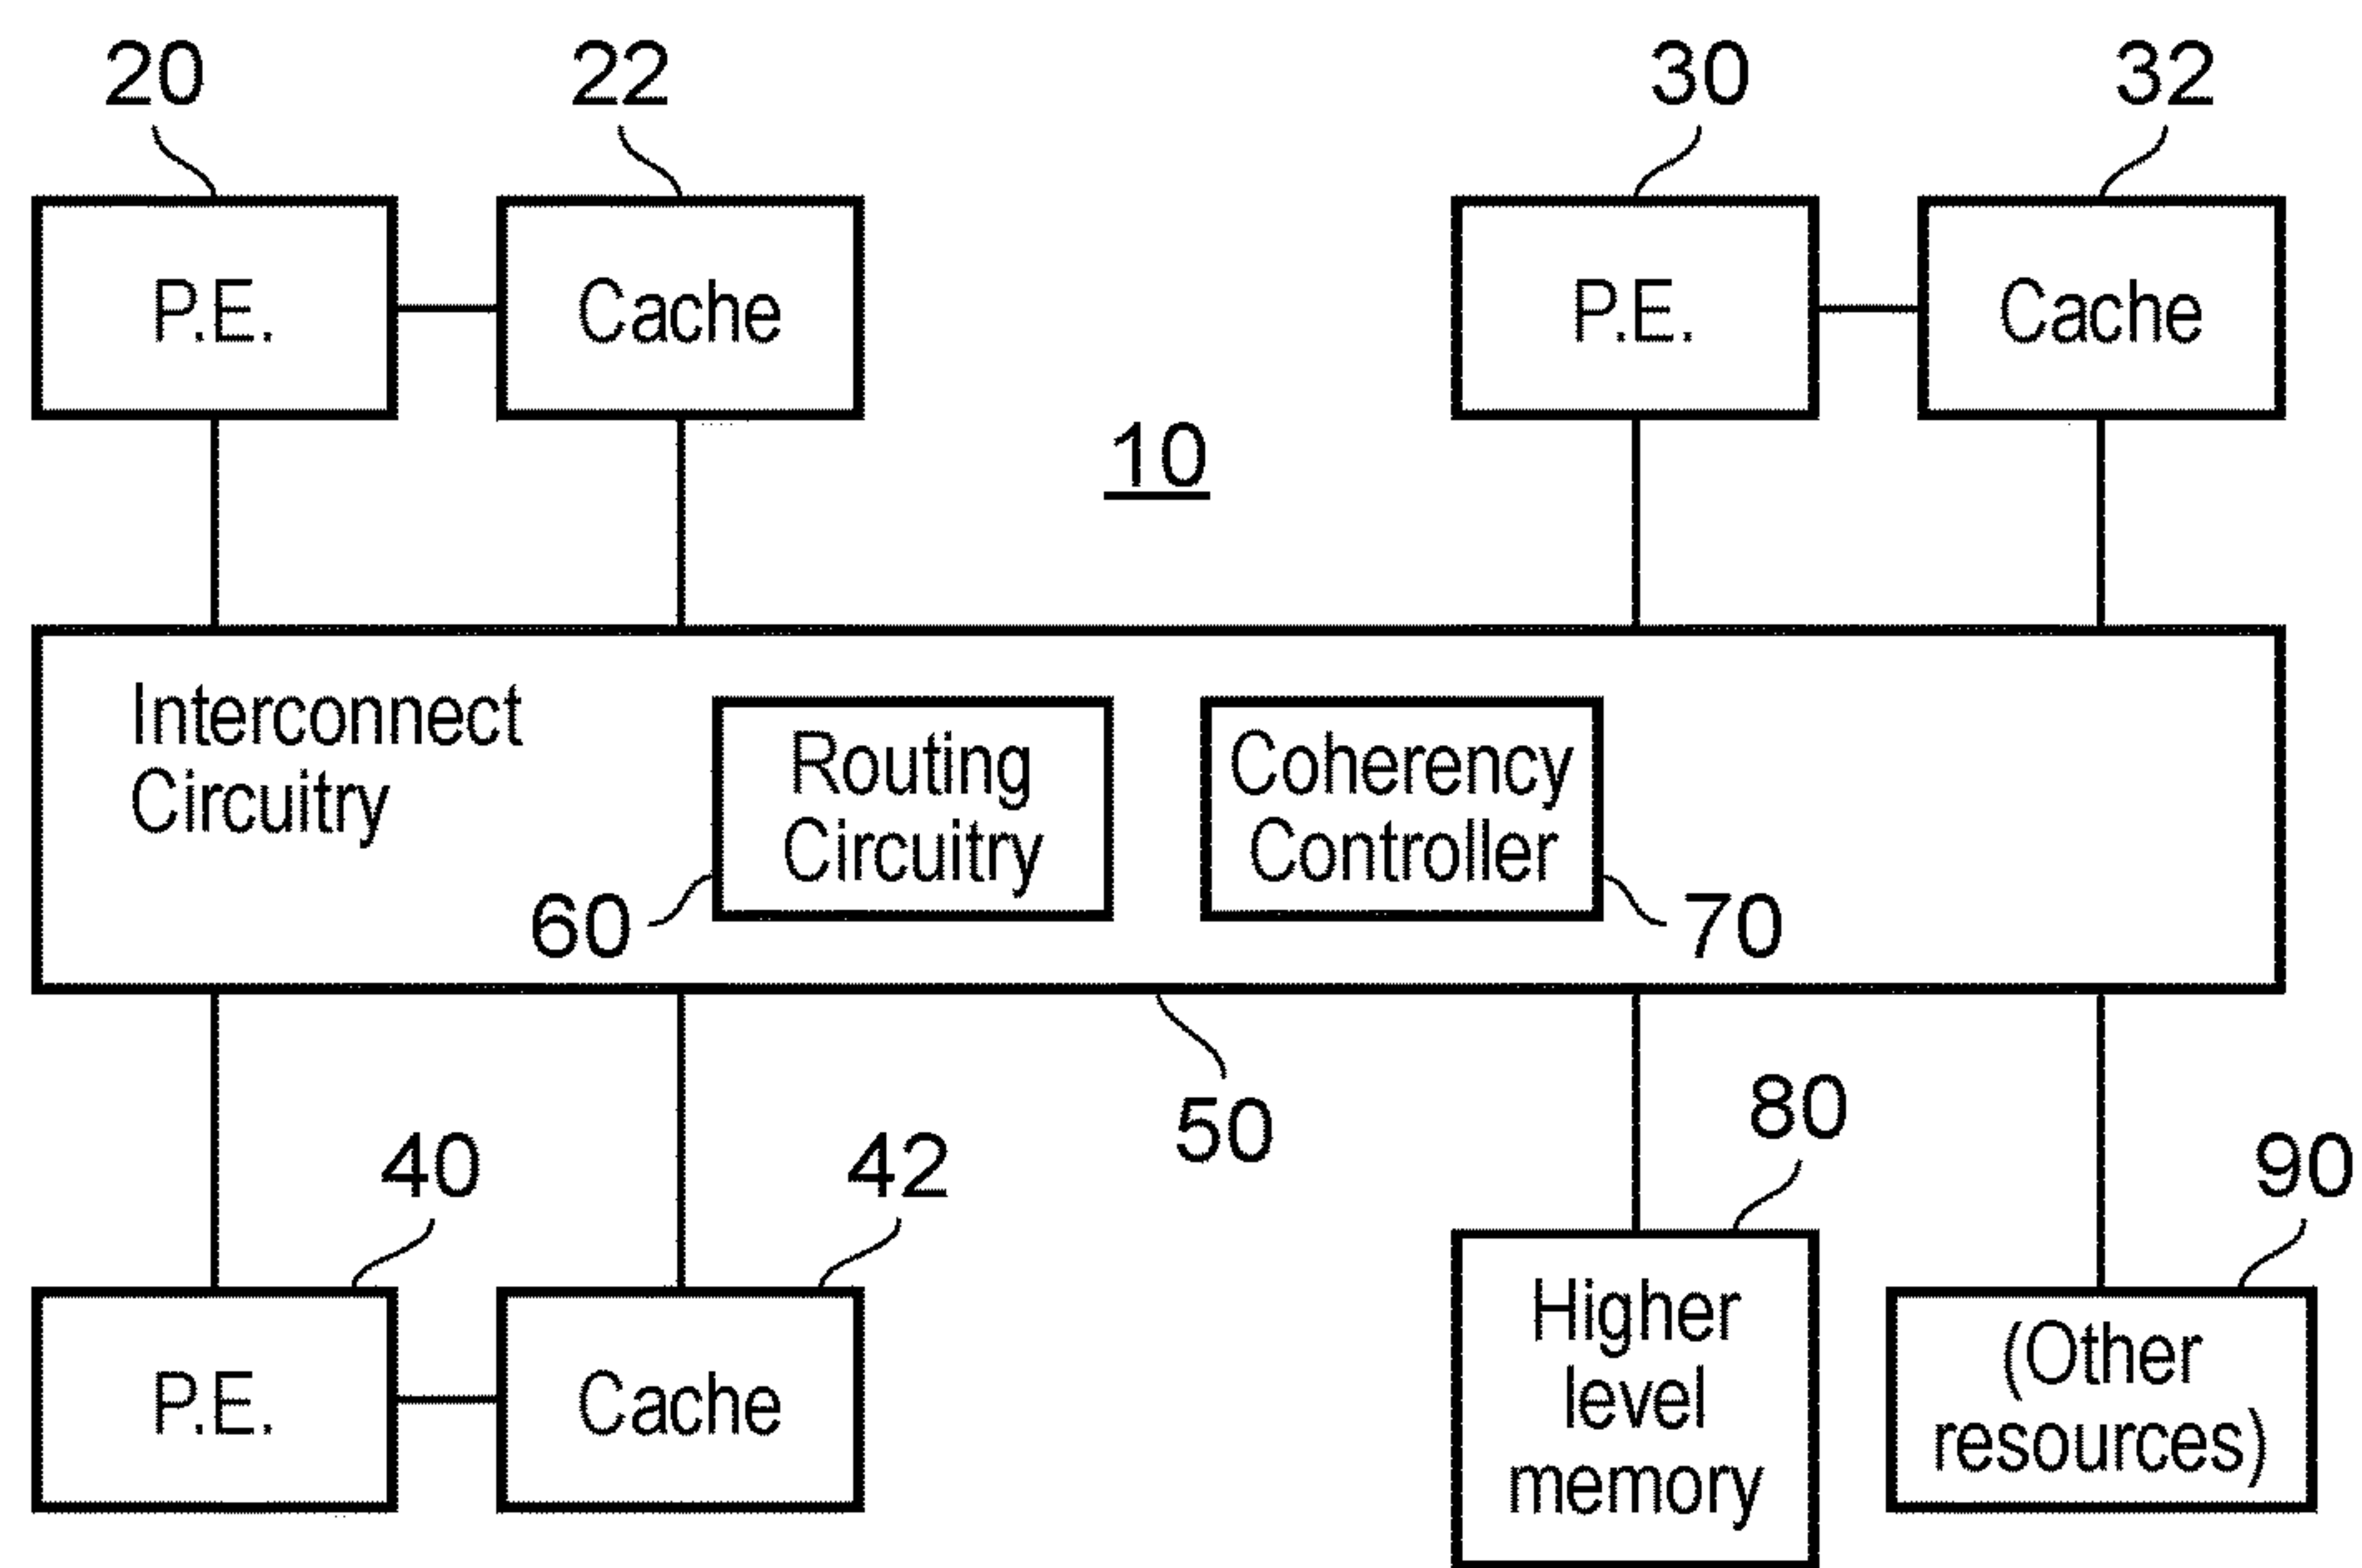 20
22
30
32
P.E.
Cache
P.E.
Cache
10
Interconnect
Circuitry
Routing
Circuitry
Coherency
Controller
60
70
50
80
40
42
90
P.E.
Cache
Higher
level
memory
(Other
resources)